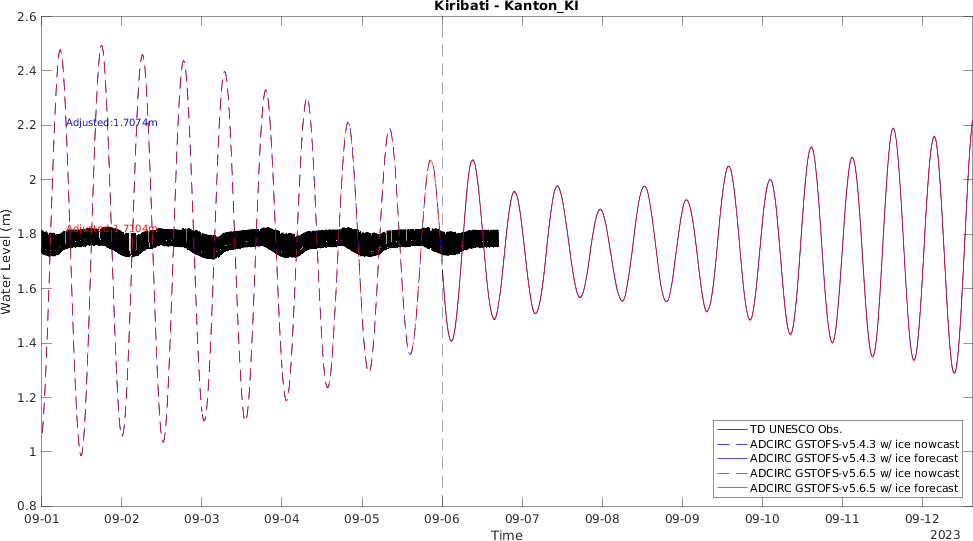 Kiribati - Kanton_KI
2.6
2.4
2.2
2
1.8
1.6
1.4
1.2
1
0.8
Water Level (m)
Adjusted:1.7074m
Adjusted:1.7104m
TD UNESCO Obs.
ADCIRC GSTOFS-v5.4.3 w/ ice nowcast
ADCIRC GSTOFS-v5.4.3 w/ ice forecast
ADCIRC GSTOFS-v5.6.5 w/ ice nowcast
ADCIRC GSTOFS-v5.6.5 w/ ice forecast
09-01 09-02 09-03 09-04 09-05 09-06 09-07 09-08 09-09 09-10 09-11 09-12
2023
Time